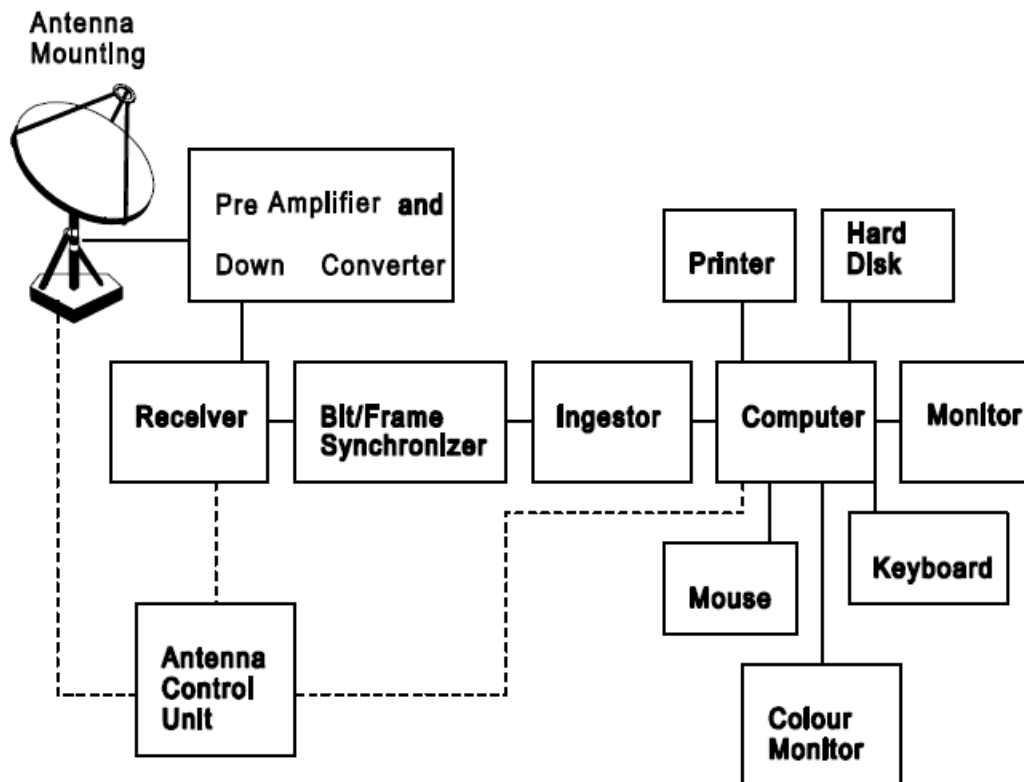 Antenna
Mounting
Pre Amplifier and
Down Converter
Printer
Hard
Disk
Receiver
Bit/Frame
Synchronizer
Ingestor
Computer
Monitor
Mouse
Keyboard
Antenna
Control
Unit
Colour
Monitor